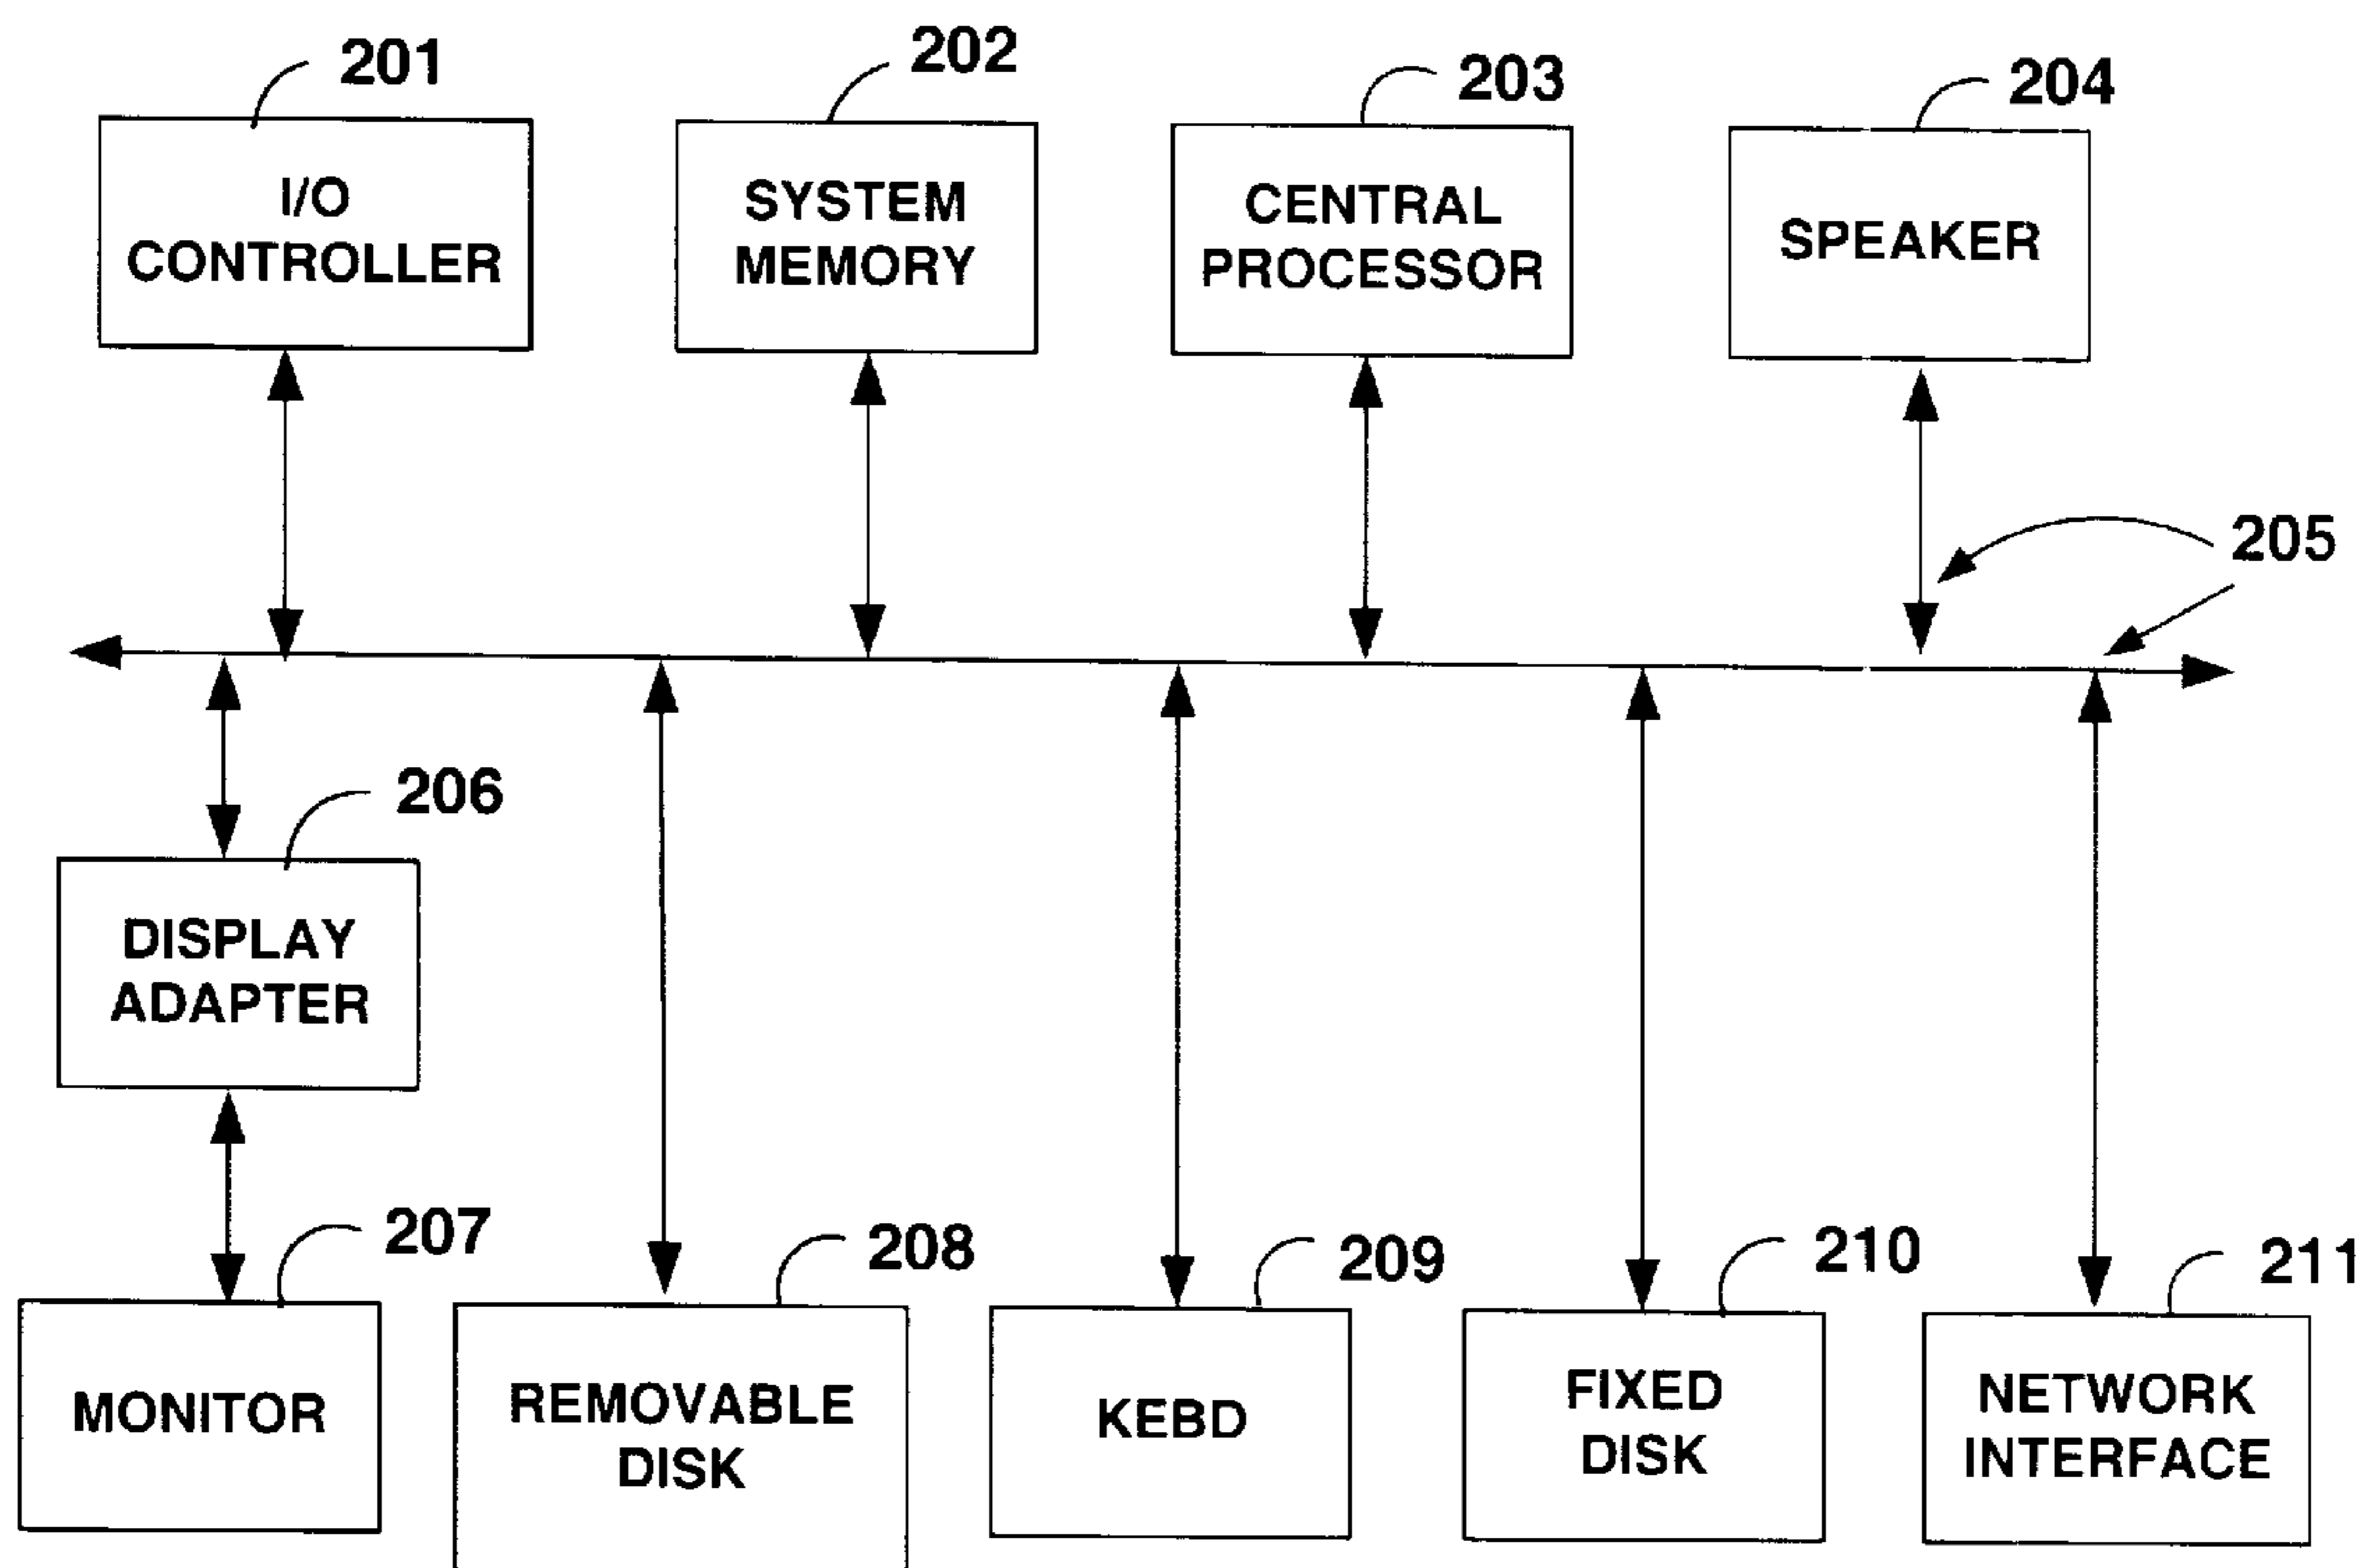 201
202
203
204
I/O
CONTROLLER
SYSTEM
MEMORY
CENTRAL
PROCESSOR
SPEAKER
205
206
DISPLAY
ADAPTER
207
208
209
210
211
MONITOR
REMOVABLE
DISK
KEBD
FIXED
DISK
NETWORK
INTERFACE